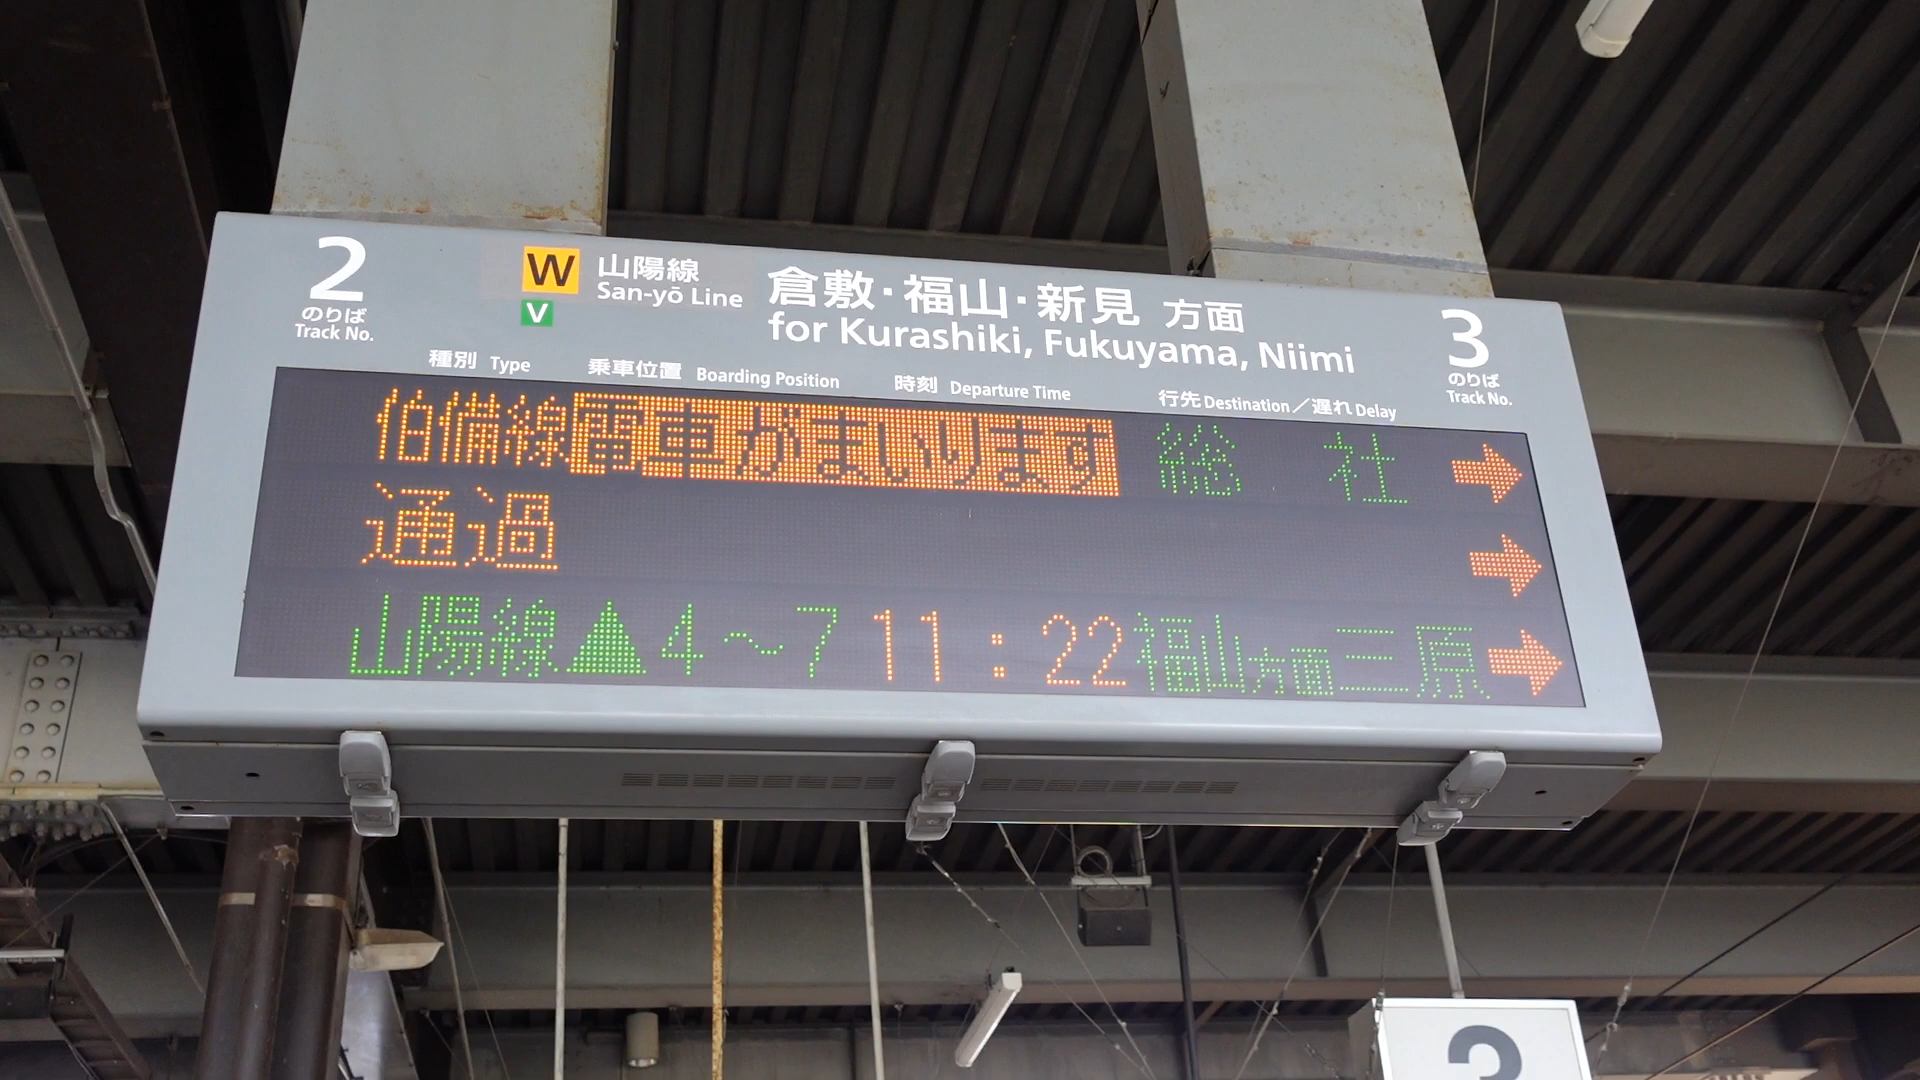 2
のりば
Track No.
W 山陽線
V San-yō Line
倉敷・福山・新見 方面
for Kurashiki, Fukuyama, Niimi
3
のりば
Track No.
種別 Type 乗車位置 Boarding Position 時刻 Departure Time 行先 Destination／遅れ Delay
伯備線 電車がまいります 総 社 ➡
通過 ➡
山陽線 ▲4～7 11:22 福山方面三原 ➡
3